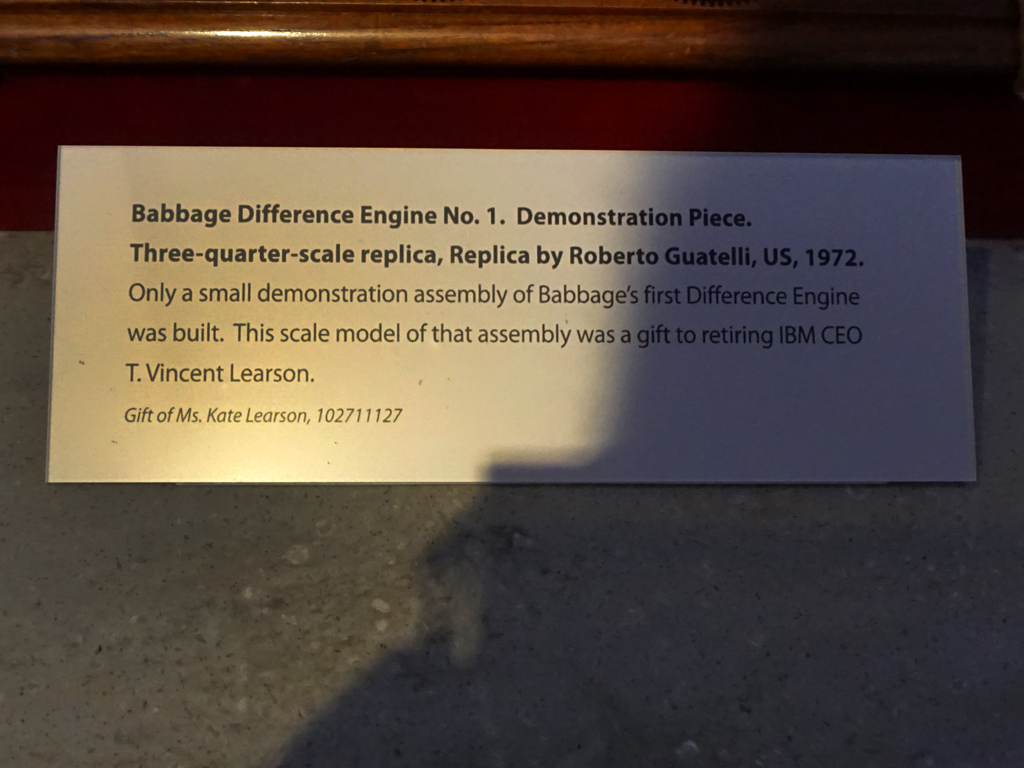 Babbage Difference Engine No. 1. Demonstration Piece.
Three-quarter-scale replica, Replica by Roberto Guatelli, US, 1972.
Only a small demonstration assembly of Babbage's first Difference Engine
was built. This scale model of that assembly was a gift to retiring IBM CEO
T. Vincent Learson.
Gift of Ms. Kate Learson, 102711127